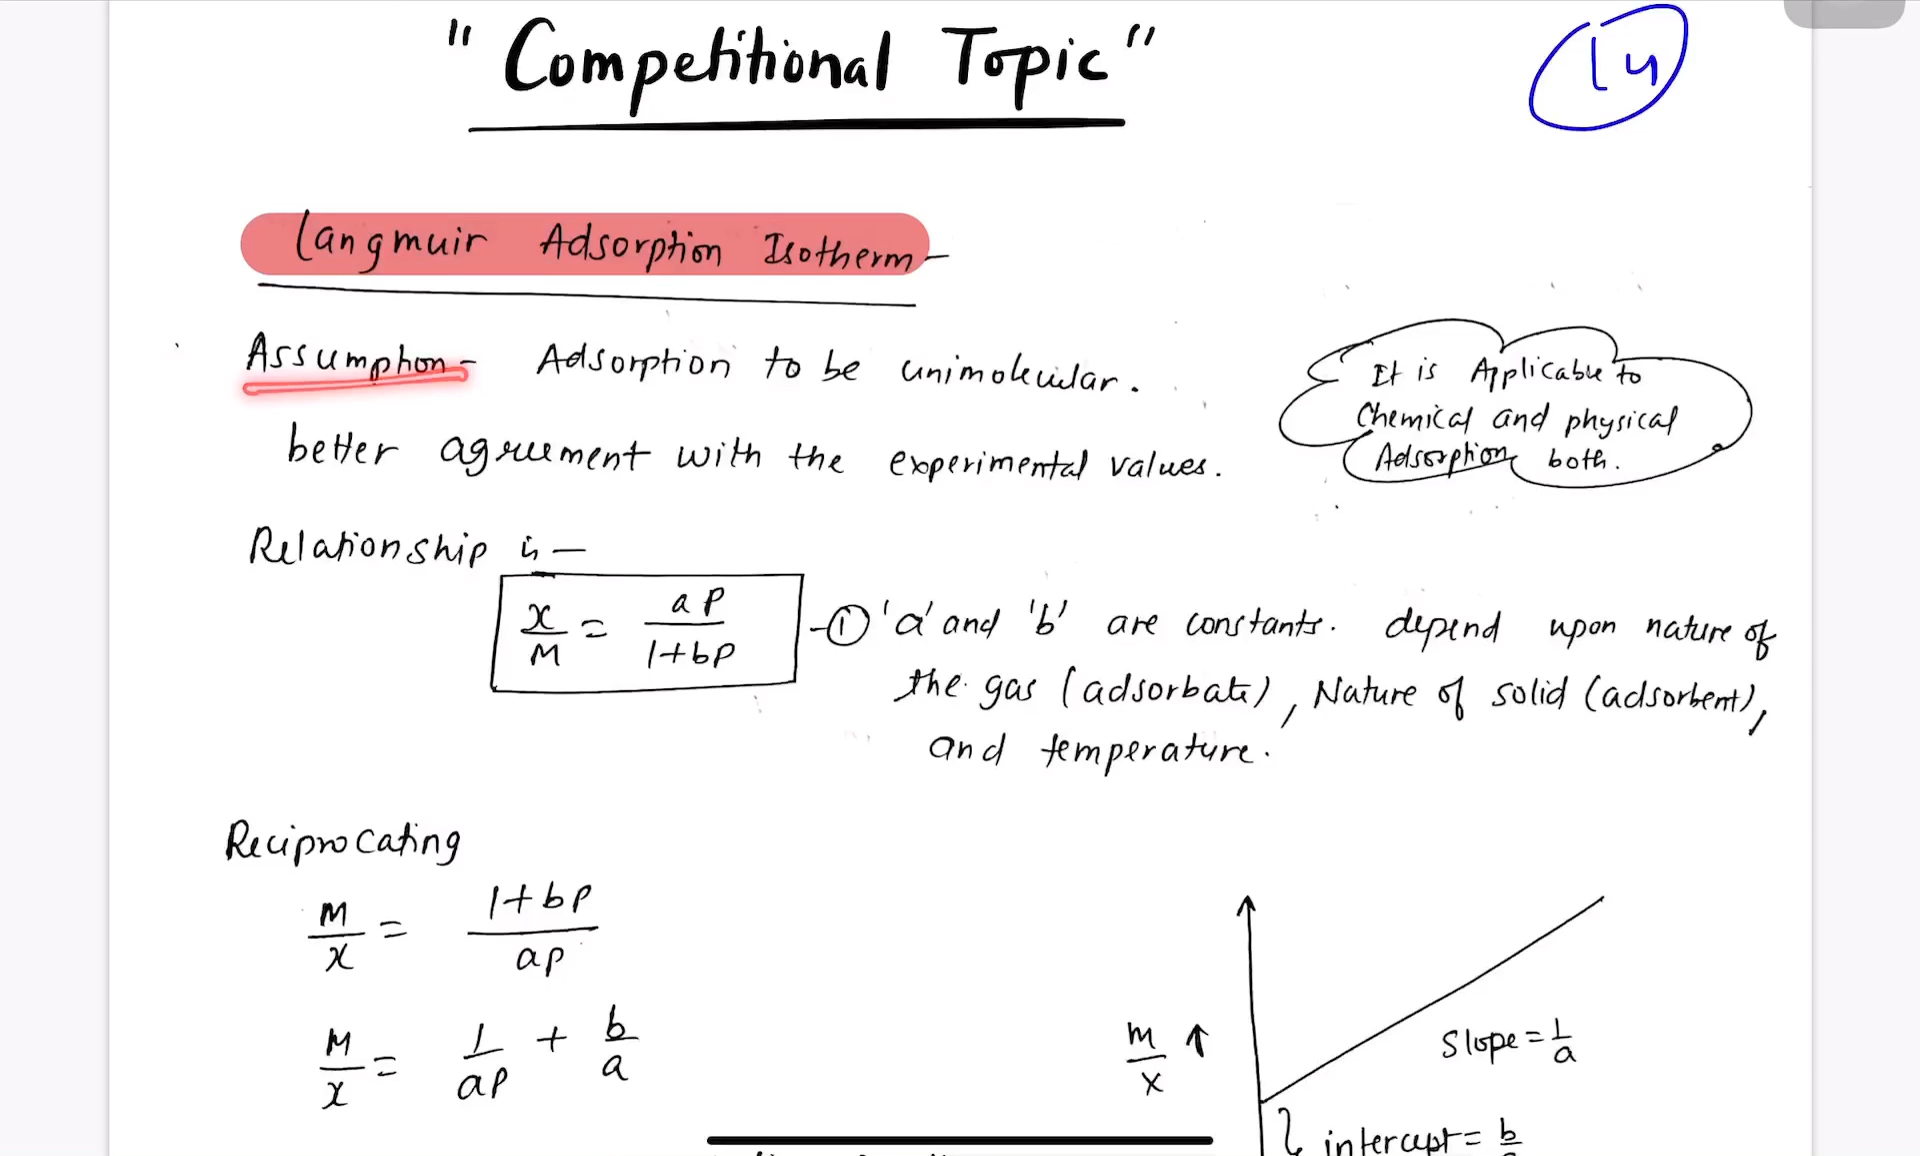 "Competitional Topic"
14
Langmuir Adsorption Isotherm-
Assumption- Adsorption to be unimolecular.
better agreement with the experimental values.
It is Applicable to
Chemical and physical
Adsorption both.
Relationship is —
x/M = ap/1+bp -① 'a' and 'b' are constants. depend upon nature of
the gas (adsorbate), Nature of solid (adsorbent),
and temperature.
Reciprocating
M/x = 1+bp/ap
M/x = 1/ap + b/a
m/x ↑
Slope = 1/a
intercept = b